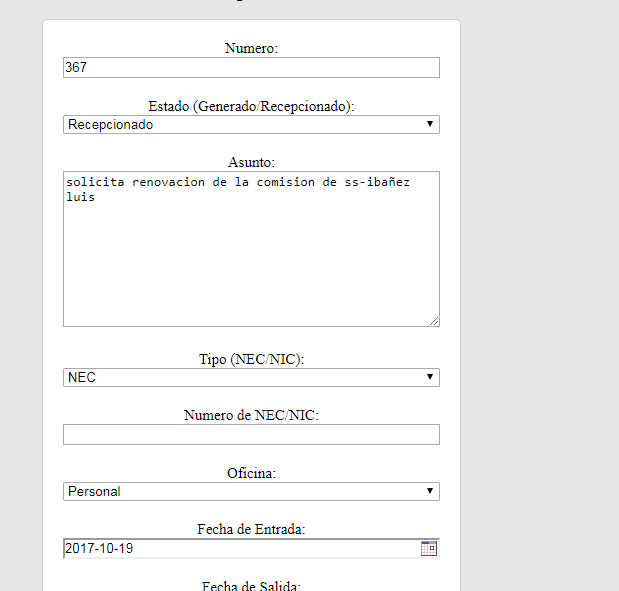 Numero:
367
Estado (Generado/Recepcionado):
Recepcionado
Asunto:
solicita renovacion de la comision de ss-ibañez
luis
Tipo (NEC/NIC):
NEC
Numero de NEC/NIC:
Oficina:
Personal
Fecha de Entrada:
2017-10-19
Fecha de Salida: